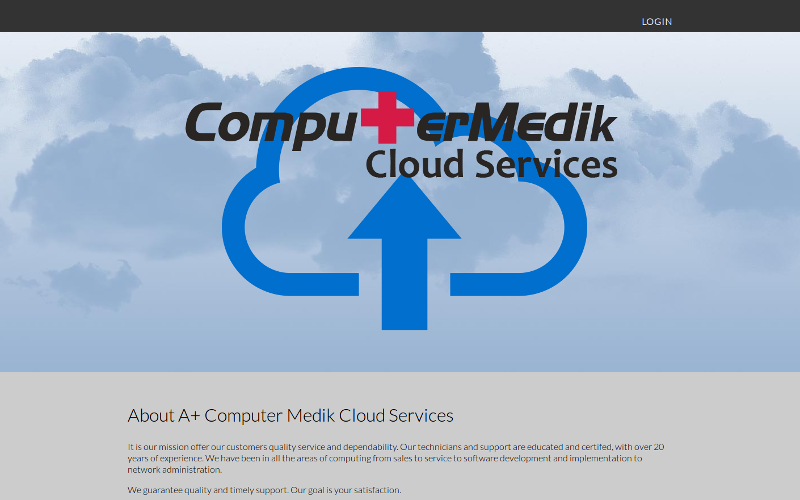 LOGIN
Compu+erMedik
Cloud Services
About A+ Computer Medik Cloud Services
It is our mission offer our customers quality service and dependability. Our technicians and support are educated and certifed, with over 20
years of experience. We have been in all the areas of computing from sales to service to software development and implementation to
network administration.
We guarantee quality and timely support. Our goal is your satisfaction.